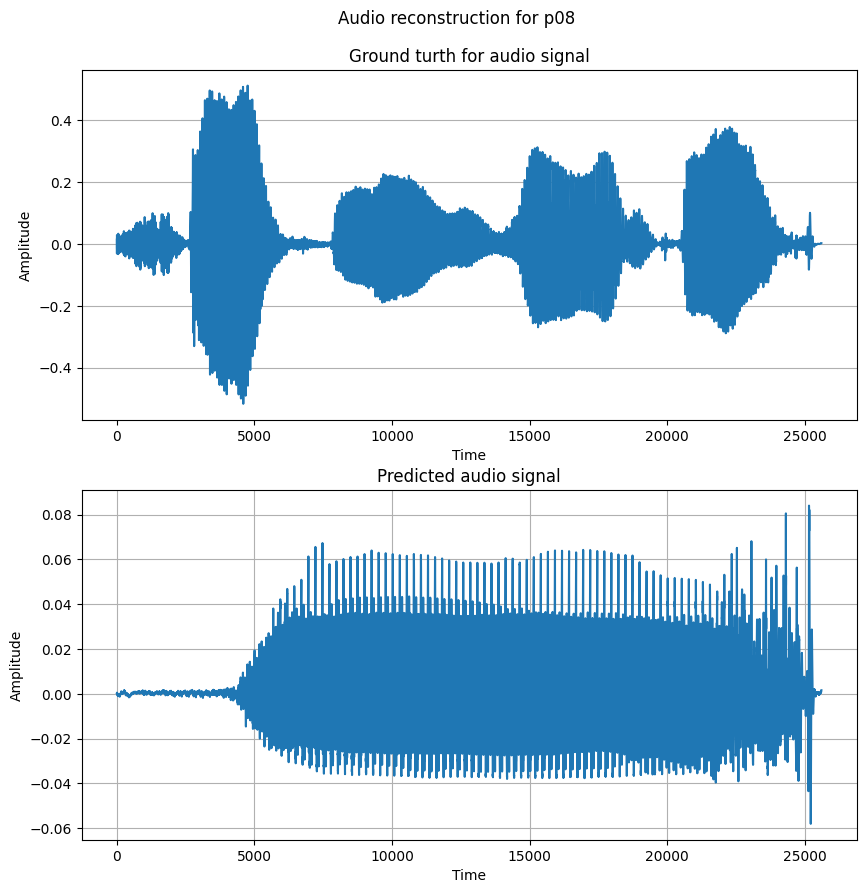 Audio reconstruction for p08
Ground turth for audio signal
0.4
0.2
0.0
−0.2
−0.4
Amplitude
0 5000 10000 15000 20000 25000
Time
Predicted audio signal
0.08
0.06
0.04
0.02
0.00
−0.02
−0.04
−0.06
Amplitude
0 5000 10000 15000 20000 25000
Time